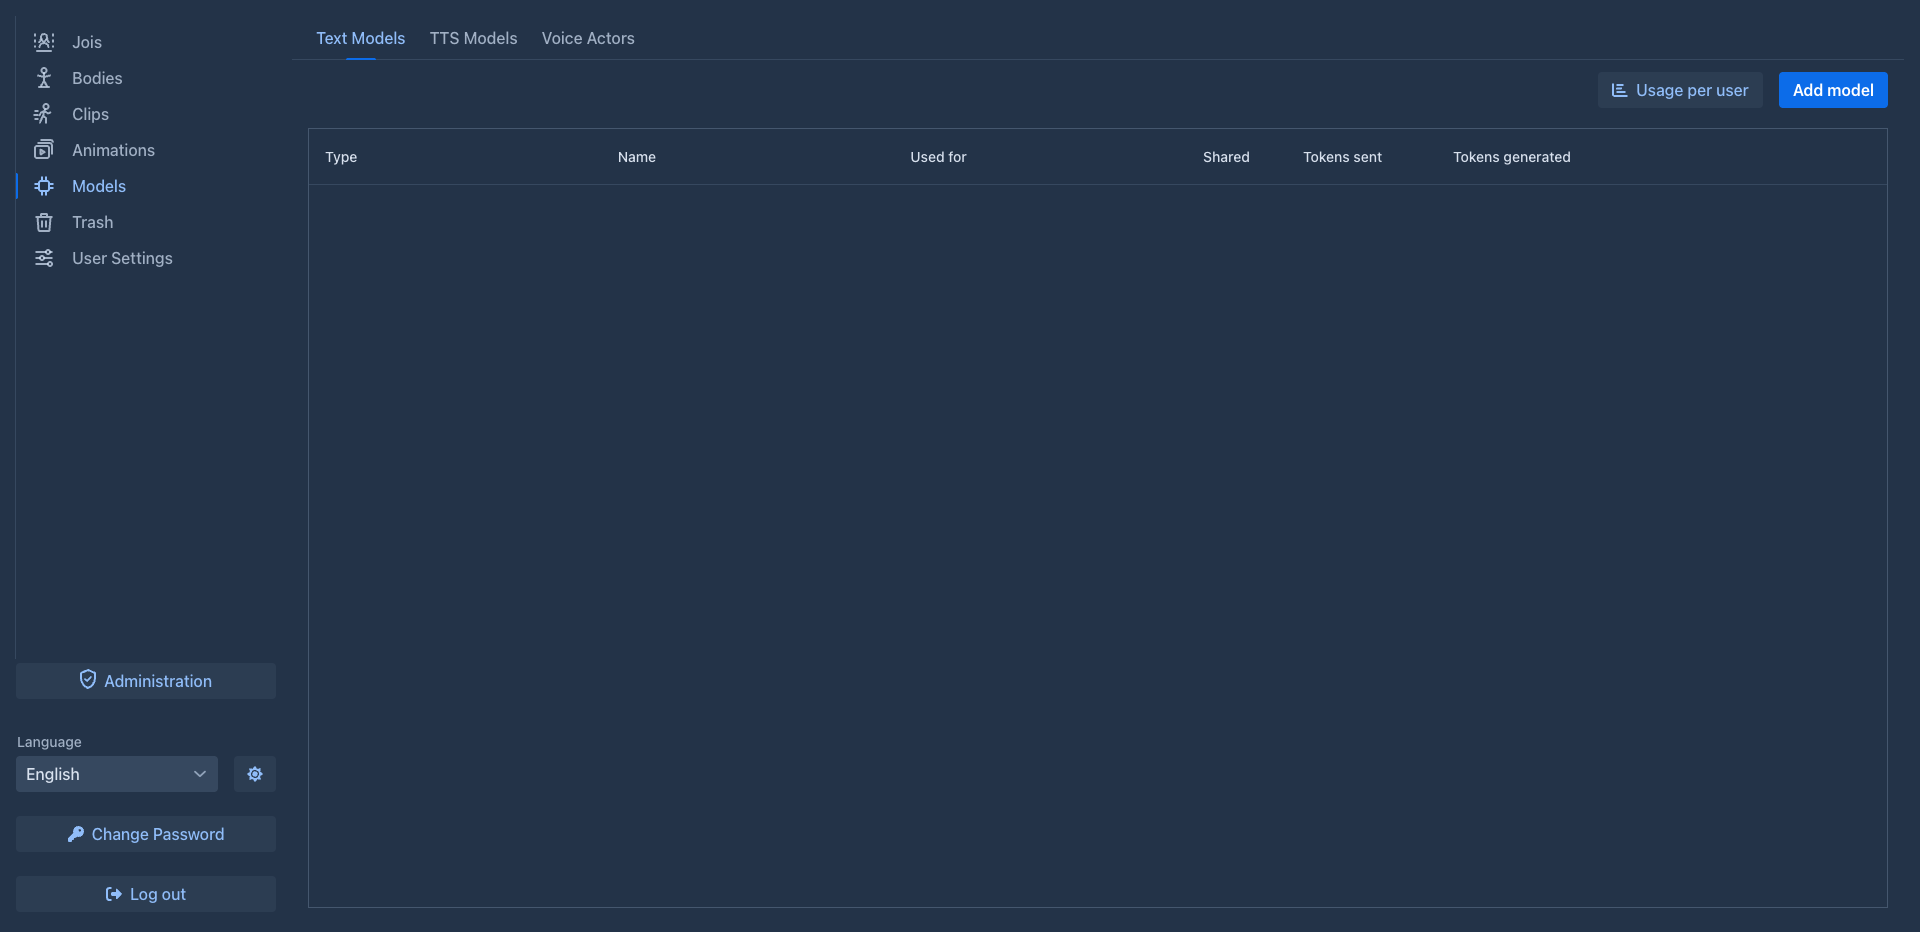 Jois
Bodies
Clips
Animations
Models
Trash
User Settings
Administration
Language
English
Change Password
Log out
Text Models TTS Models Voice Actors
Usage per user Add model
Type Name Used for Shared Tokens sent Tokens generated